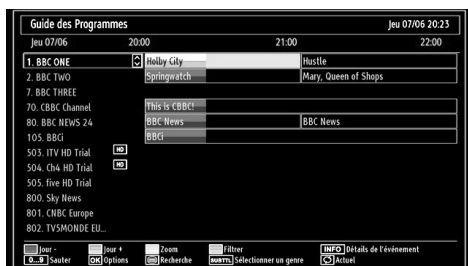 Guide des Programmes Jeu 07/06 20:23
Jeu 07/06 20:00 21:00 22:00
1. BBC ONE Holby City Hustle
2. BBC TWO Springwatch Mary, Queen of Shops
7. BBC THREE
70. CBBC Channel This is CBBC!
80. BBC NEWS 24 BBC News BBC News
105. BBCi BBCi
503. ITV HD Trial HD
504. Ch4 HD Trial HD
505. five HD Trial
800. Sky News
801. CNBC Europe
802. TV5MONDE EU...
Jour - Jour + Zoom Filtrer INFO Détails de l'événement
0...9 Sauter OK Options Recherche SUBTTL Sélectionner un genre Actuel